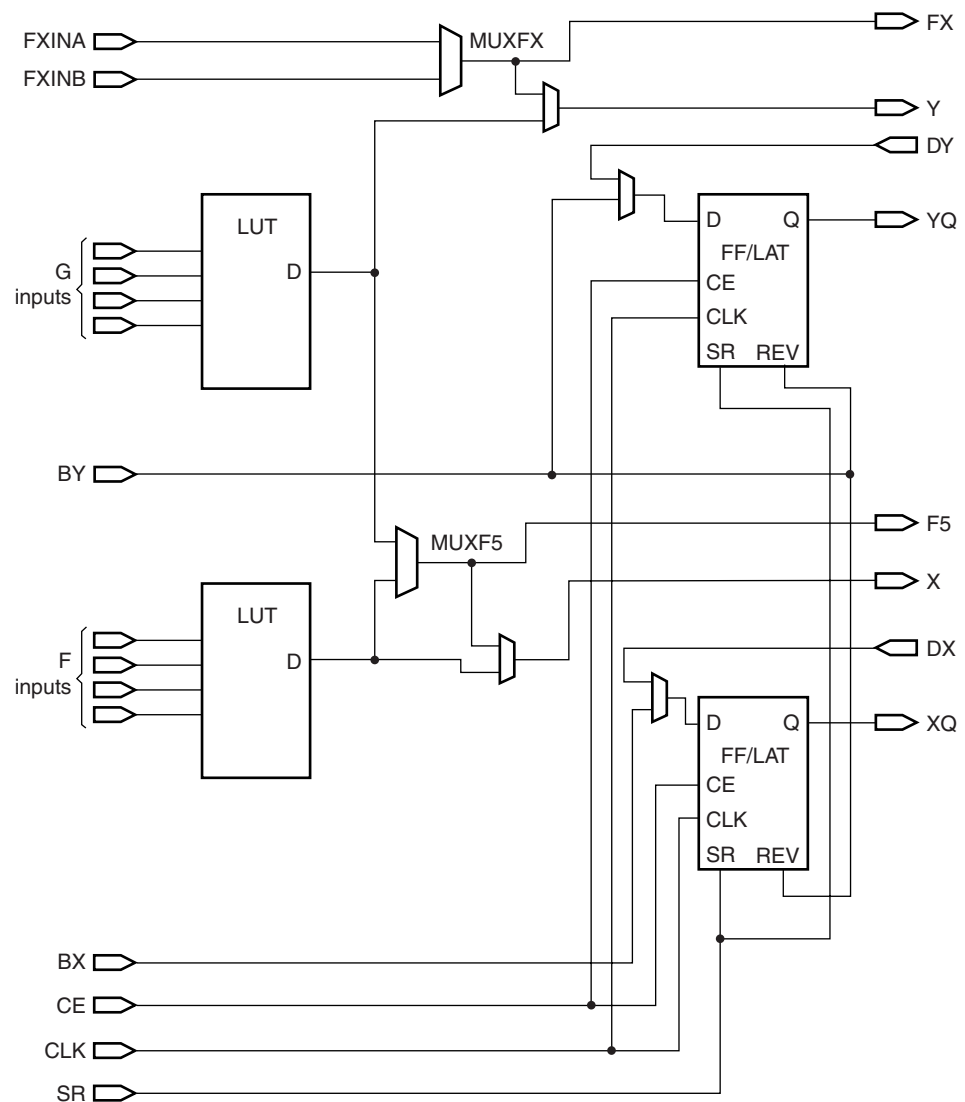 FXINA
FXINB
MUXFX
FX
Y
DY
LUT
D
G
inputs
D
Q
FF/LAT
CE
CLK
SR
REV
YQ
BY
MUXF5
F5
X
LUT
D
F
inputs
DX
D
Q
FF/LAT
CE
CLK
SR
REV
XQ
BX
CE
CLK
SR